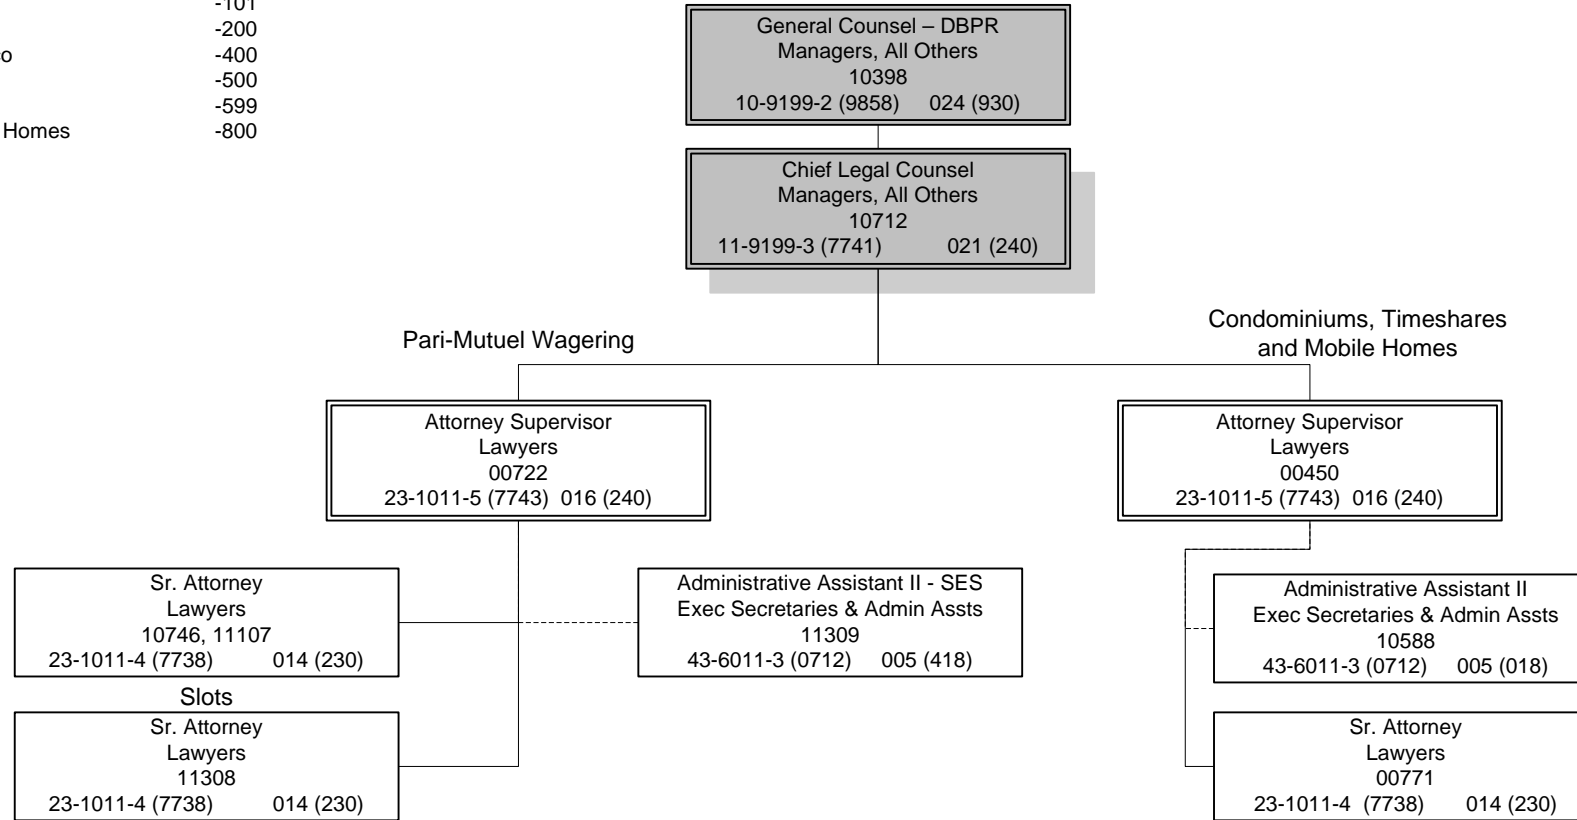 -101
-200
-400
-500
-599
Homes -800
General Counsel – DBPR
Managers, All Others
10398
10-9199-2 (9858) 024 (930)
Chief Legal Counsel
Managers, All Others
10712
11-9199-3 (7741) 021 (240)
Pari-Mutuel Wagering
Condominiums, Timeshares
and Mobile Homes
Attorney Supervisor
Lawyers
00722
23-1011-5 (7743) 016 (240)
Attorney Supervisor
Lawyers
00450
23-1011-5 (7743) 016 (240)
Sr. Attorney
Lawyers
10746, 11107
23-1011-4 (7738) 014 (230)
Administrative Assistant II - SES
Exec Secretaries & Admin Assts
11309
43-6011-3 (0712) 005 (418)
Administrative Assistant II
Exec Secretaries & Admin Assts
10588
43-6011-3 (0712) 005 (018)
Slots
Sr. Attorney
Lawyers
11308
23-1011-4 (7738) 014 (230)
Sr. Attorney
Lawyers
00771
23-1011-4 (7738) 014 (230)